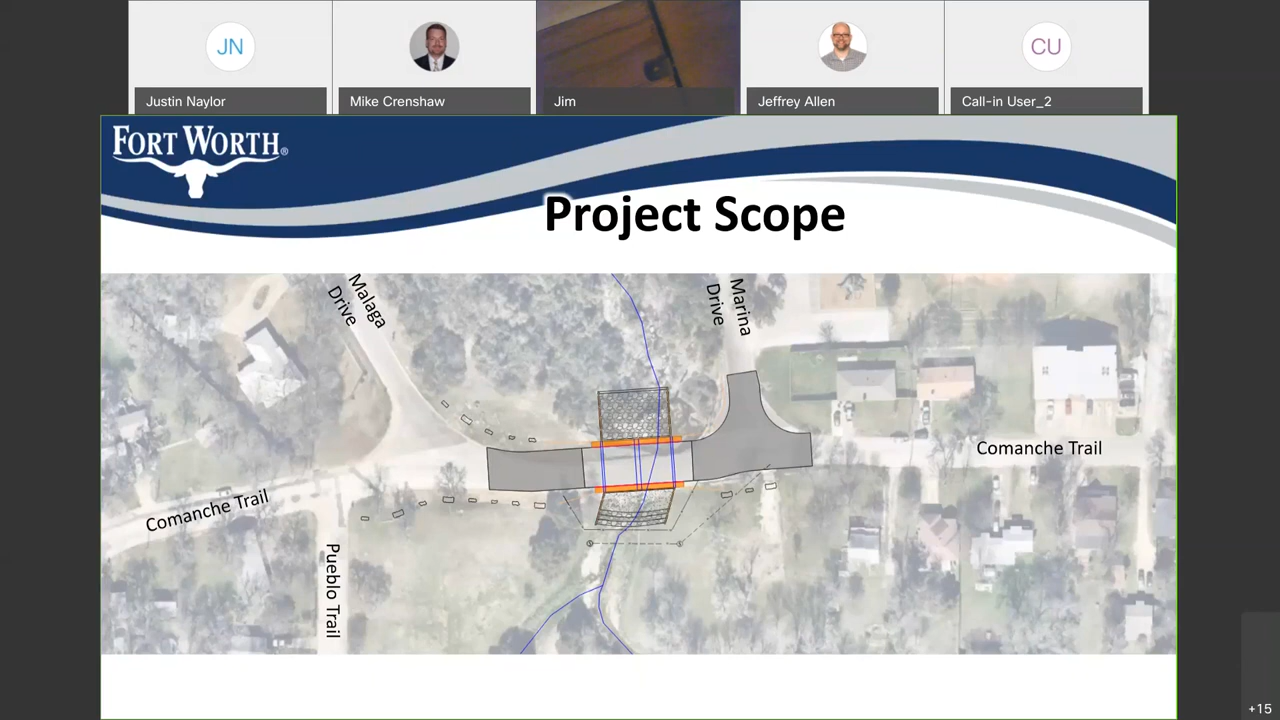 JN
CU
Justin Naylor
Mike Crenshaw
Jim
Jeffrey Allen
Call-in User_2
FORT WORTH®
Project Scope
Malaga
Drive
Marina
Drive
Comanche Trail
Comanche Trail
Pueblo Trail
+15